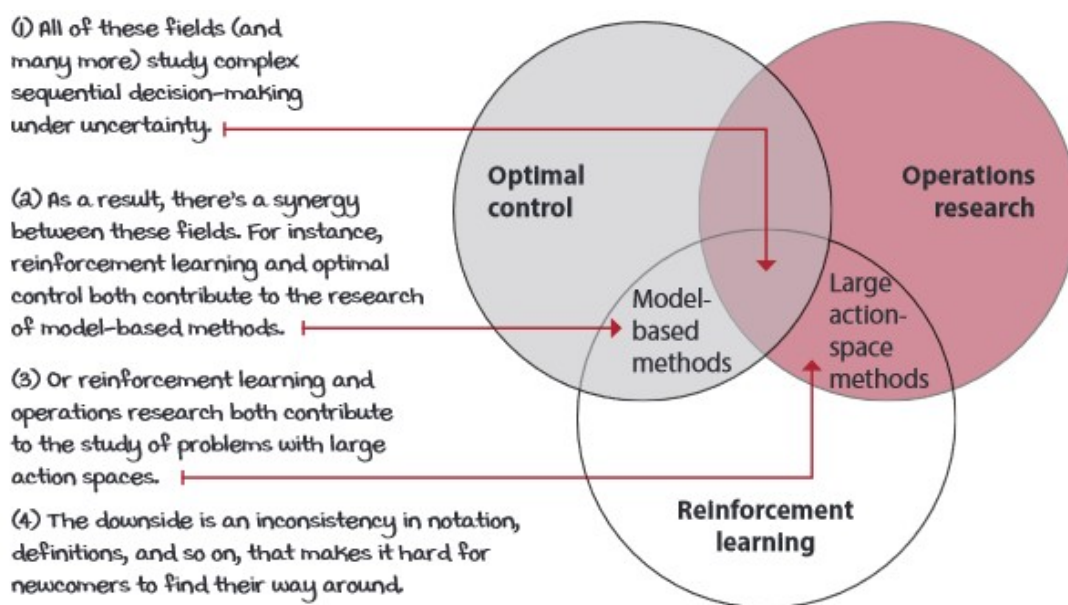 (1) All of these fields (and
many more) study complex
sequential decision-making
under uncertainty.
(2) As a result, there's a synergy
between these fields. For instance,
reinforcement learning and optimal
control both contribute to the research
of model-based methods.
(3) Or reinforcement learning and
operations research both contribute
to the study of problems with large
action spaces.
(4) The downside is an inconsistency in notation,
definitions, and so on, that makes it hard for
newcomers to find their way around.
Optimal
control
Operations
research
Model-
based
methods
Large
action-
space
methods
Reinforcement
learning